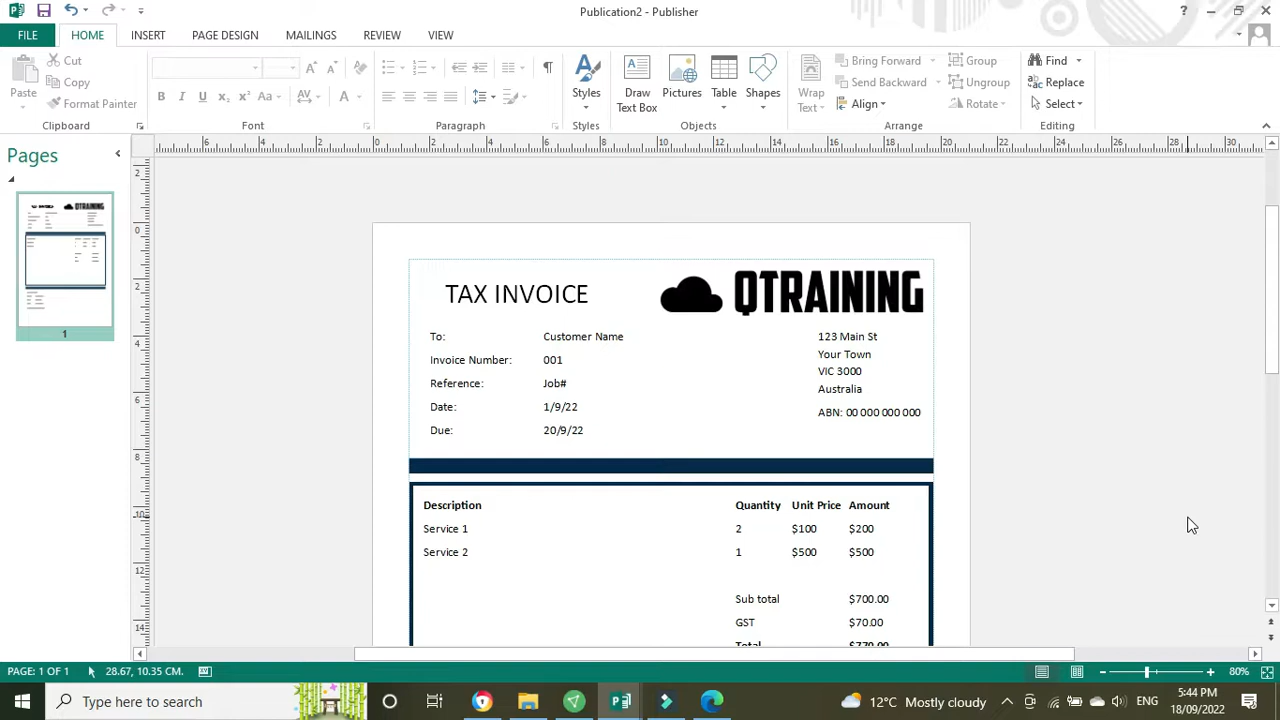 Publication2 - Publisher
FILE HOME INSERT PAGE DESIGN MAILINGS REVIEW VIEW
Paste
Cut
Copy
Format Painter
Clipboard
Font
Paragraph
Styles
Styles
Draw
Text Box
Pictures
Table
Shapes
Objects
Wrap
Text
Bring Forward
Send Backward
Align
Group
Ungroup
Rotate
Arrange
Find
Replace
Select
Editing
Pages
1
TAX INVOICE
QTRAINING
To: Customer Name
Invoice Number: 001
Reference: Job#
Date: 1/9/22
Due: 20/9/22
123 Main St
Your Town
VIC 3000
Australia
ABN: 00 000 000 000
Description Quantity Unit Price Amount
Service 1 2 $100 $200
Service 2 1 $500 $500
Sub total $700.00
GST $70.00
Total $770.00
PAGE: 1 OF 1 28.67, 10.35 CM. 80%
Type here to search
12°C Mostly cloudy
ENG
5:44 PM
18/09/2022